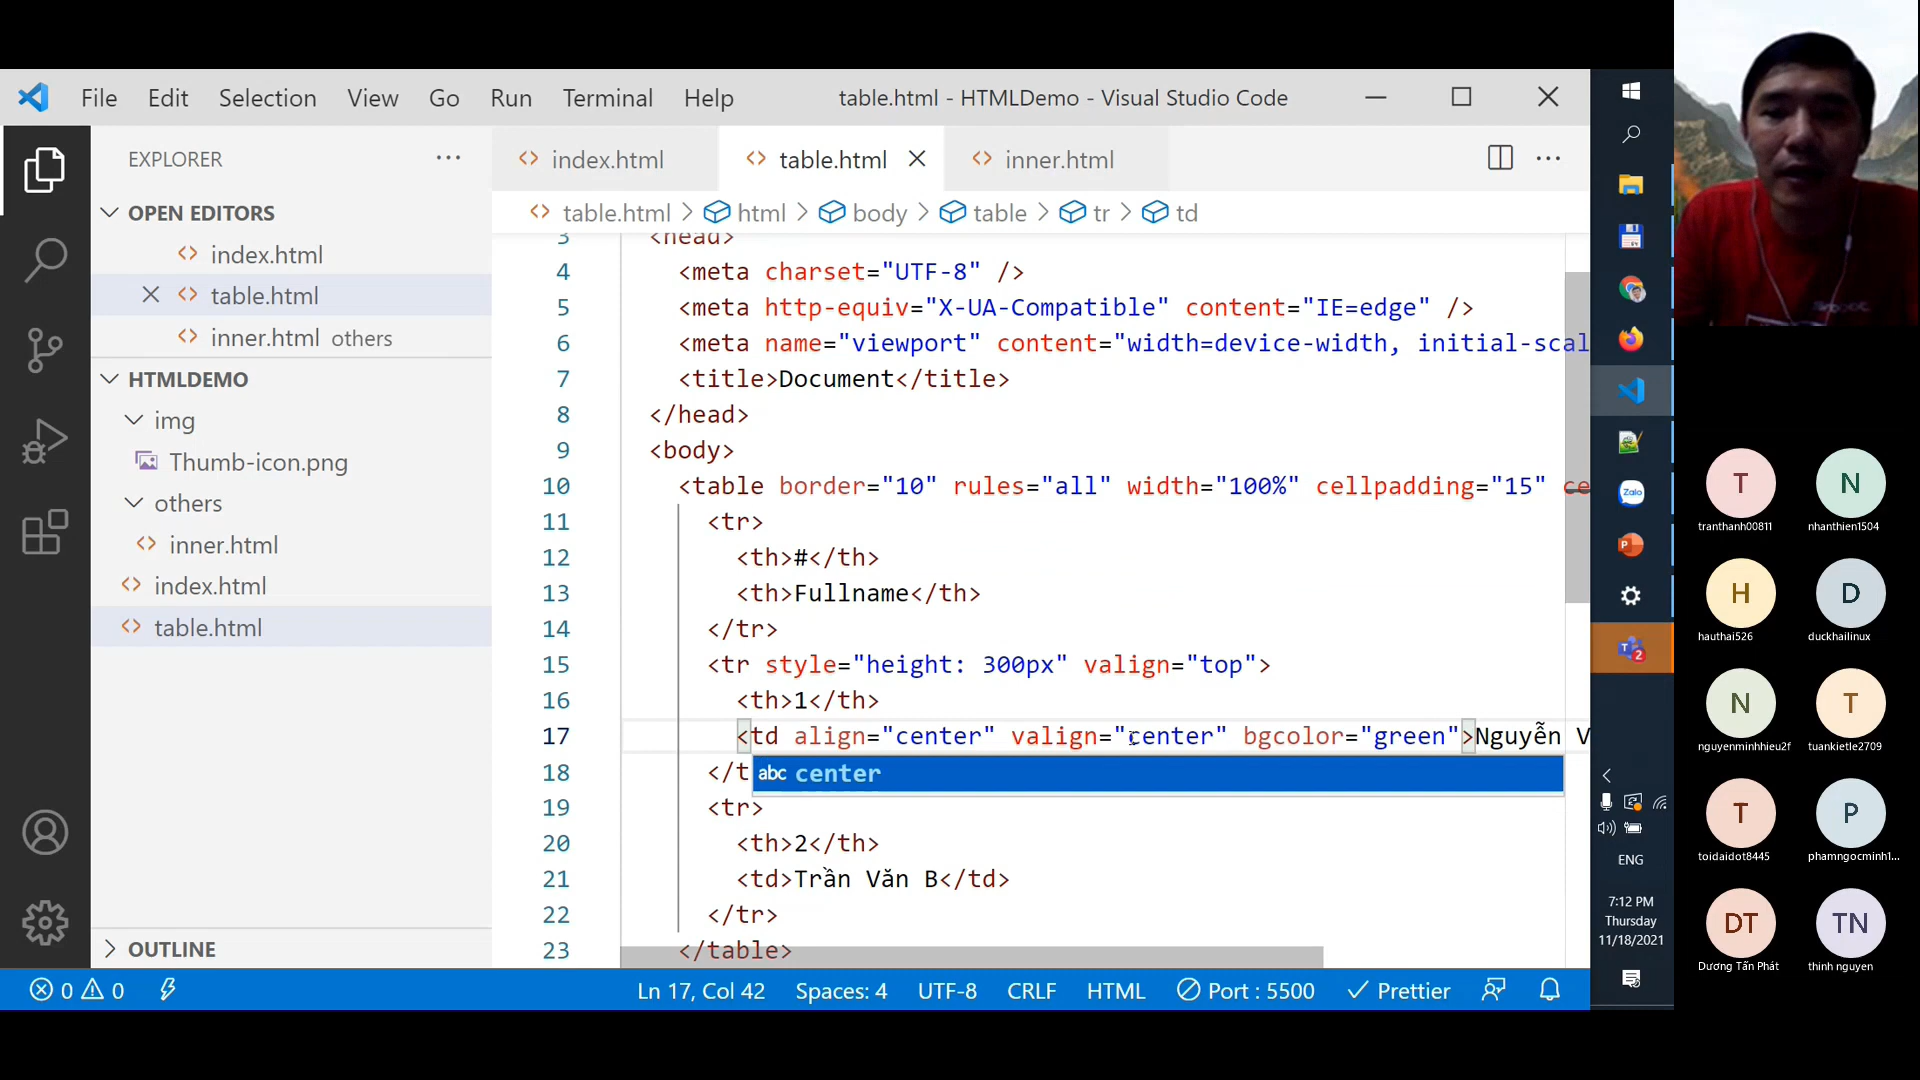 File Edit Selection View Go Run Terminal Help
table.html - HTMLDemo - Visual Studio Code
EXPLORER
OPEN EDITORS
index.html
table.html
inner.html others
HTMLDEMO
img
Thumb-icon.png
others
inner.html
index.html
table.html
OUTLINE
index.html
table.html
inner.html
table.html > html > body > table > tr > td
3 <head>
4 <meta charset="UTF-8" />
5 <meta http-equiv="X-UA-Compatible" content="IE=edge" />
6 <meta name="viewport" content="width=device-width, initial-scal
7 <title>Document</title>
8 </head>
9 <body>
10 <table border="10" rules="all" width="100%" cellpadding="15" ce
11 <tr>
12 <th>#</th>
13 <th>Fullname</th>
14 </tr>
15 <tr style="height: 300px" valign="top">
16 <th>1</th>
17 <td align="center" valign="center" bgcolor="green">Nguyễn V
abc center
18 </t
19 <tr>
20 <th>2</th>
21 <td>Trần Văn B</td>
22 </tr>
23 </table>
0 0
Ln 17, Col 42 Spaces: 4 UTF-8 CRLF HTML Port : 5500 Prettier
Zalo
P
T 2
ENG
7:12 PM
Thursday
11/18/2021
T
tranthanh00811
N
nhanthien1504
H
hauthai526
D
duckhailinux
N
nguyenminhhieu2f
T
tuankietle2709
T
toidaidot8445
P
phamngocminh1...
DT
Dương Tấn Phát
TN
thinh nguyen